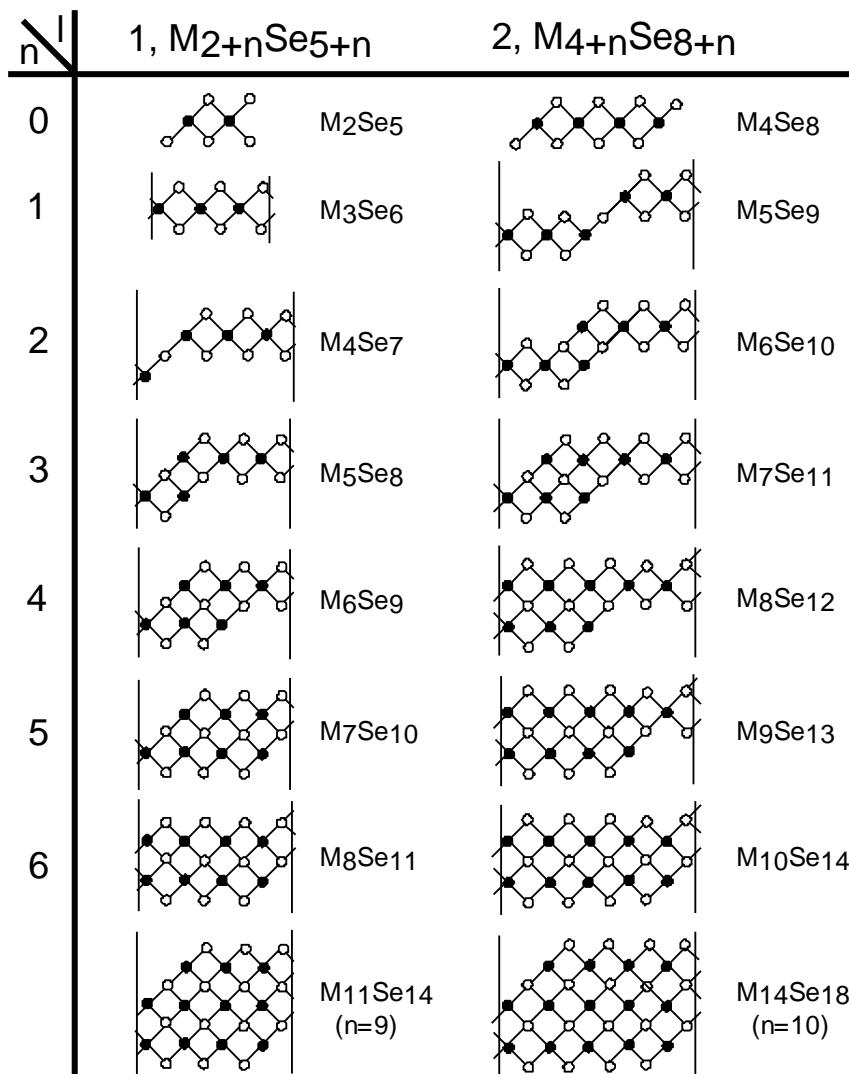 n l 1, M2+nSe5+n 2, M4+nSe8+n
0 M2Se5 M4Se8
1 M3Se6 M5Se9
2 M4Se7 M6Se10
3 M5Se8 M7Se11
4 M6Se9 M8Se12
5 M7Se10 M9Se13
6 M8Se11 M10Se14
M11Se14 M14Se18
(n=9) (n=10)